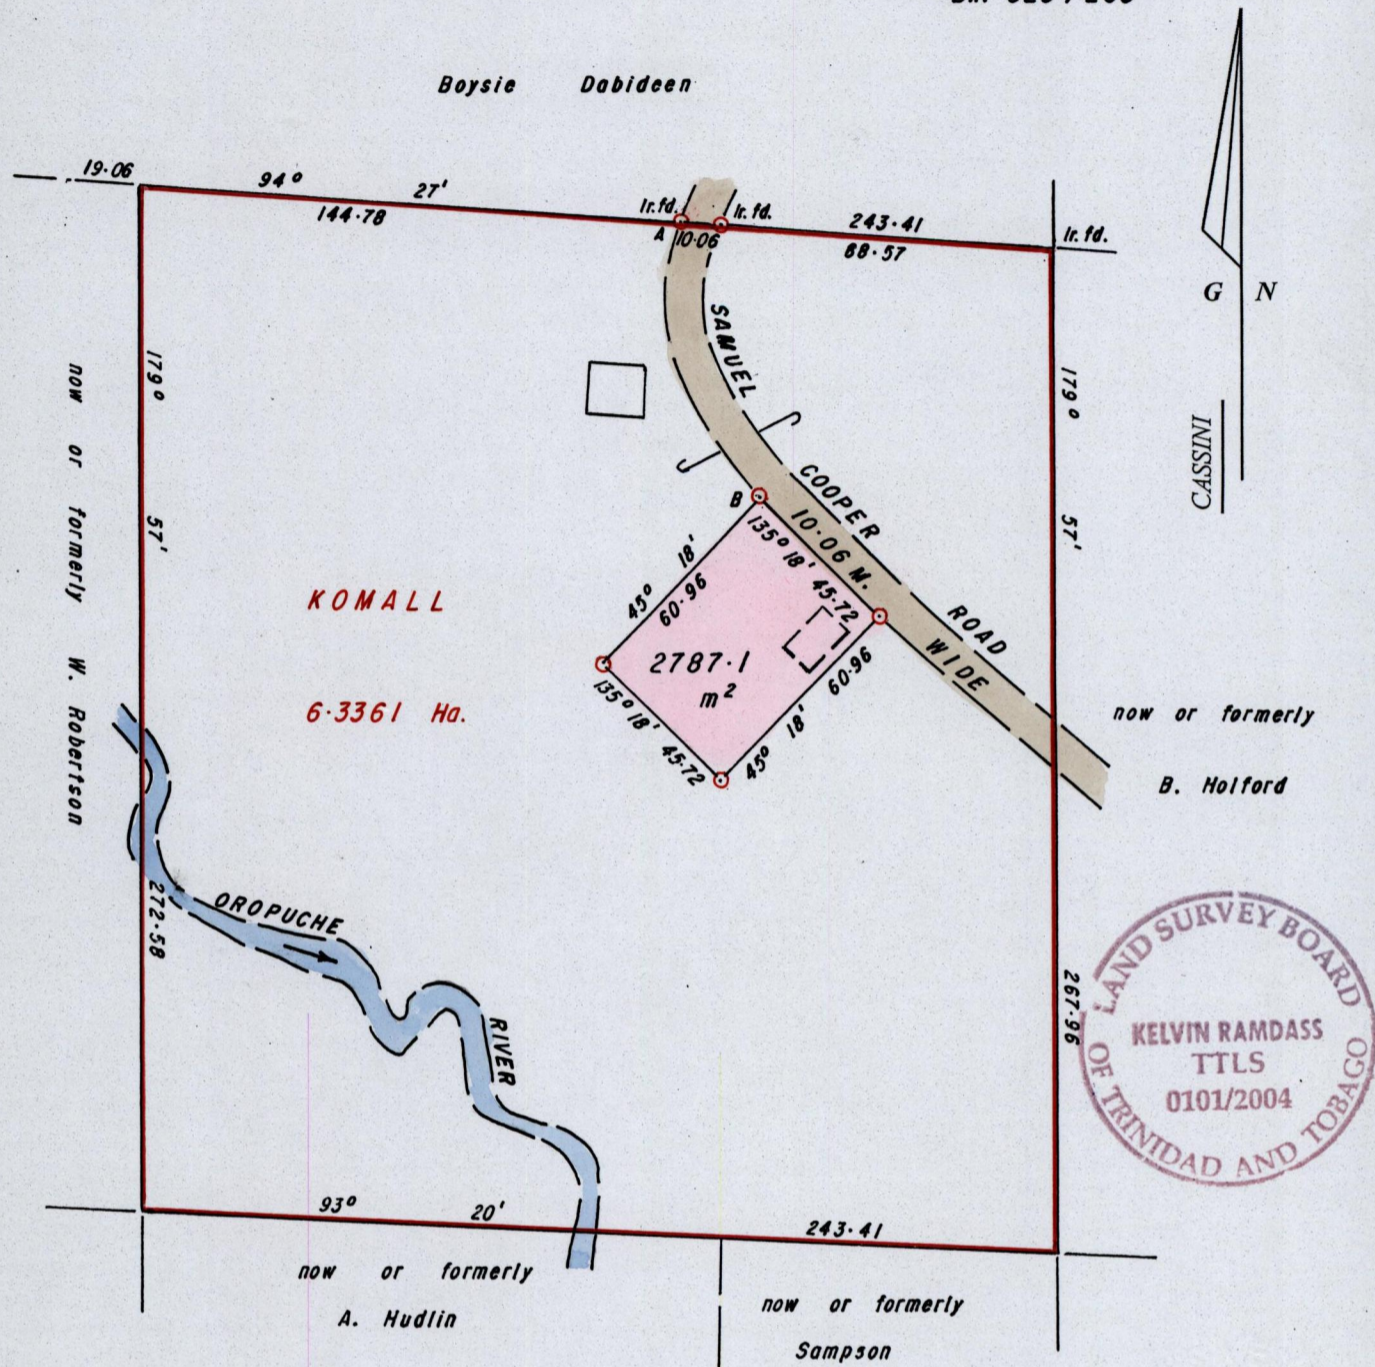 Boysie Dabideen
19·06
94° 27'
144·78
Ir. fd.
Ir. fd.
A
10·06
243·41
68·57
Ir. fd.
G N
CASSINI
SAMUEL COOPER ROAD
10·06 M. WIDE
179° 57'
272·58
now or formerly W. Robertson
179° 57'
267·96
B
135° 18' 45·72
45° 18'
60·96
KOMALL
6·3361 Ha.
2787·1
m²
60·96
45° 18'
135° 18' 45·72
now or formerly
B. Holford
OROPUCHE RIVER
LAND SURVEY BOARD
KELVIN RAMDASS
TTLS
0101/2004
OF TRINIDAD AND TOBAGO
93° 20'
243·41
now or formerly
A. Hudlin
now or formerly
Sampson